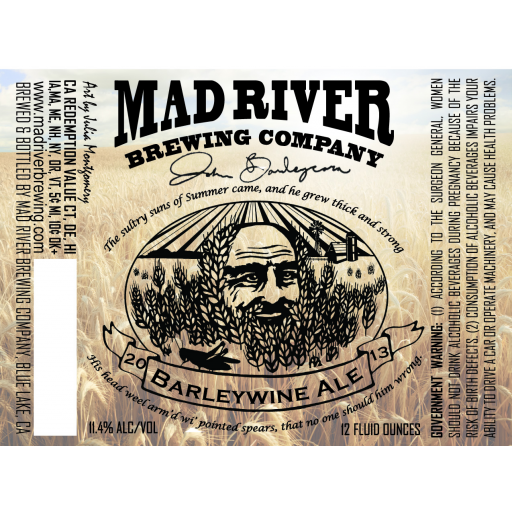 MAD RIVER
BREWING COMPANY
John Barleycorn
The sultry suns of Summer came, and he grew thick and strong
20 13
BARLEYWINE ALE
His head weel arm'd wi' pointed spears, that no one should him wrong.
11.4% ALC/VOL
12 FLUID OUNCES
Art by Julia Montgomery
CA REDEMPTION VALUE CT, DE, HI,
IA, MA, ME, NH, NY, OR, VT, 5¢ MI, 10¢ OK+
www.madriverbrewing.com
BREWED & BOTTLED BY MAD RIVER BREWING COMPANY, BLUE LAKE, CA
GOVERNMENT WARNING: (1) ACCORDING TO THE SURGEON GENERAL, WOMEN
SHOULD NOT DRINK ALCOHOLIC BEVERAGES DURING PREGNANCY BECAUSE OF THE
RISK OF BIRTH DEFECTS. (2) CONSUMPTION OF ALCOHOLIC BEVERAGES IMPAIRS YOUR
ABILITY TO DRIVE A CAR OR OPERATE MACHINERY, AND MAY CAUSE HEALTH PROBLEMS.